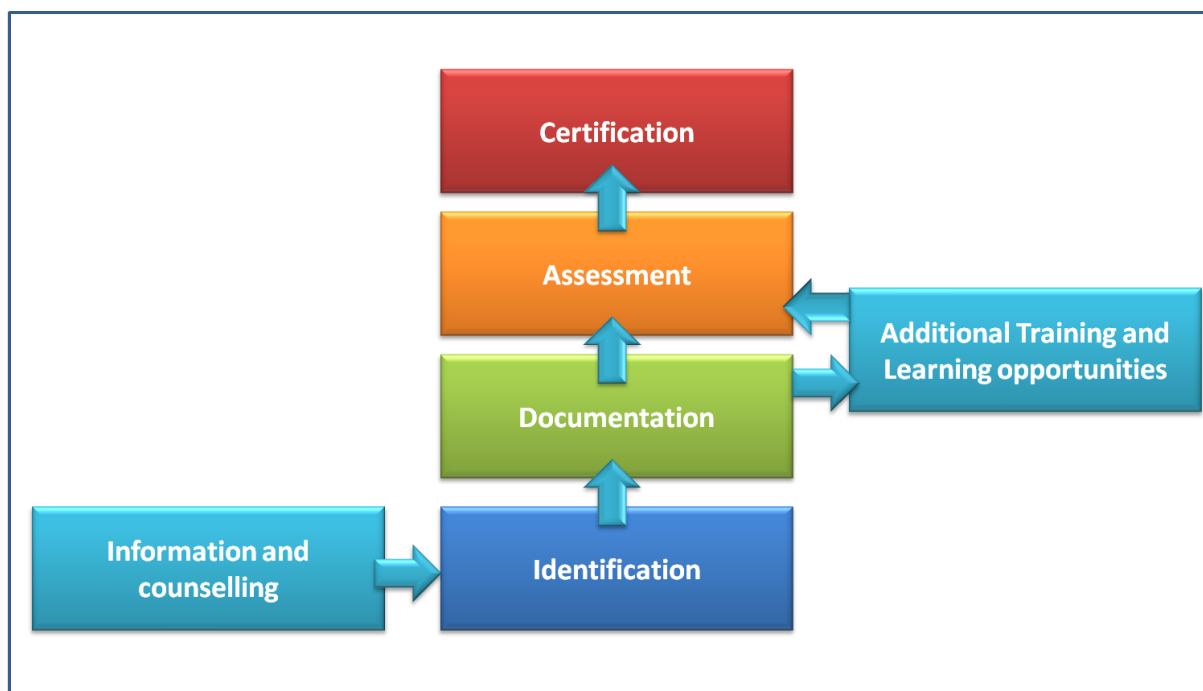 Certification
Assessment
Additional Training and
Learning opportunities
Documentation
Information and
counselling
Identification